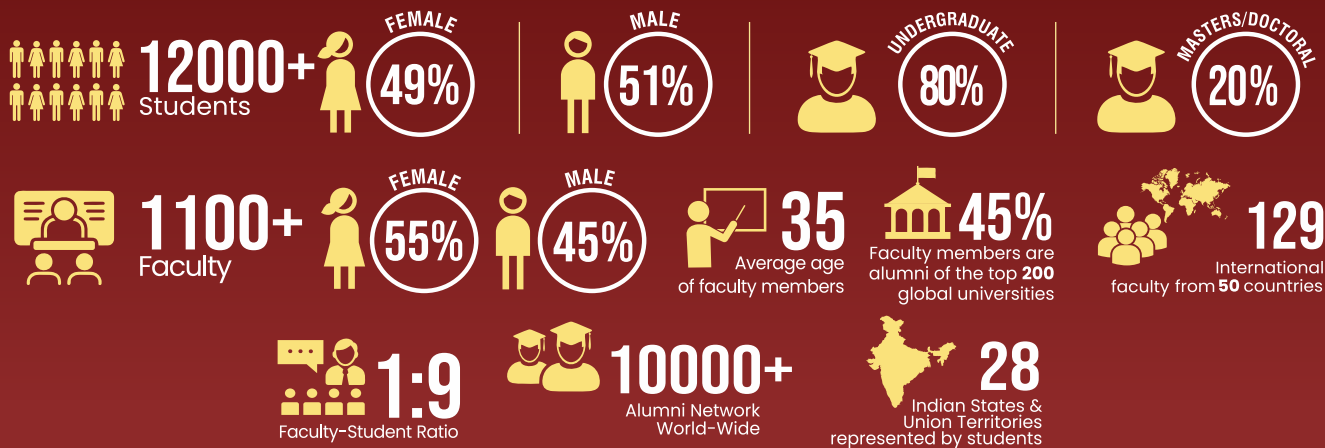 12000+
Students
FEMALE
49%
MALE
51%
UNDERGRADUATE
80%
MASTERS/DOCTORAL
20%
1100+
Faculty
FEMALE
55%
MALE
45%
35
Average age
of faculty members
45%
Faculty members are
alumni of the top 200
global universities
129
International
faculty from 50 countries
1:9
Faculty-Student Ratio
10000+
Alumni Network
World-Wide
28
Indian States &
Union Territories
represented by students